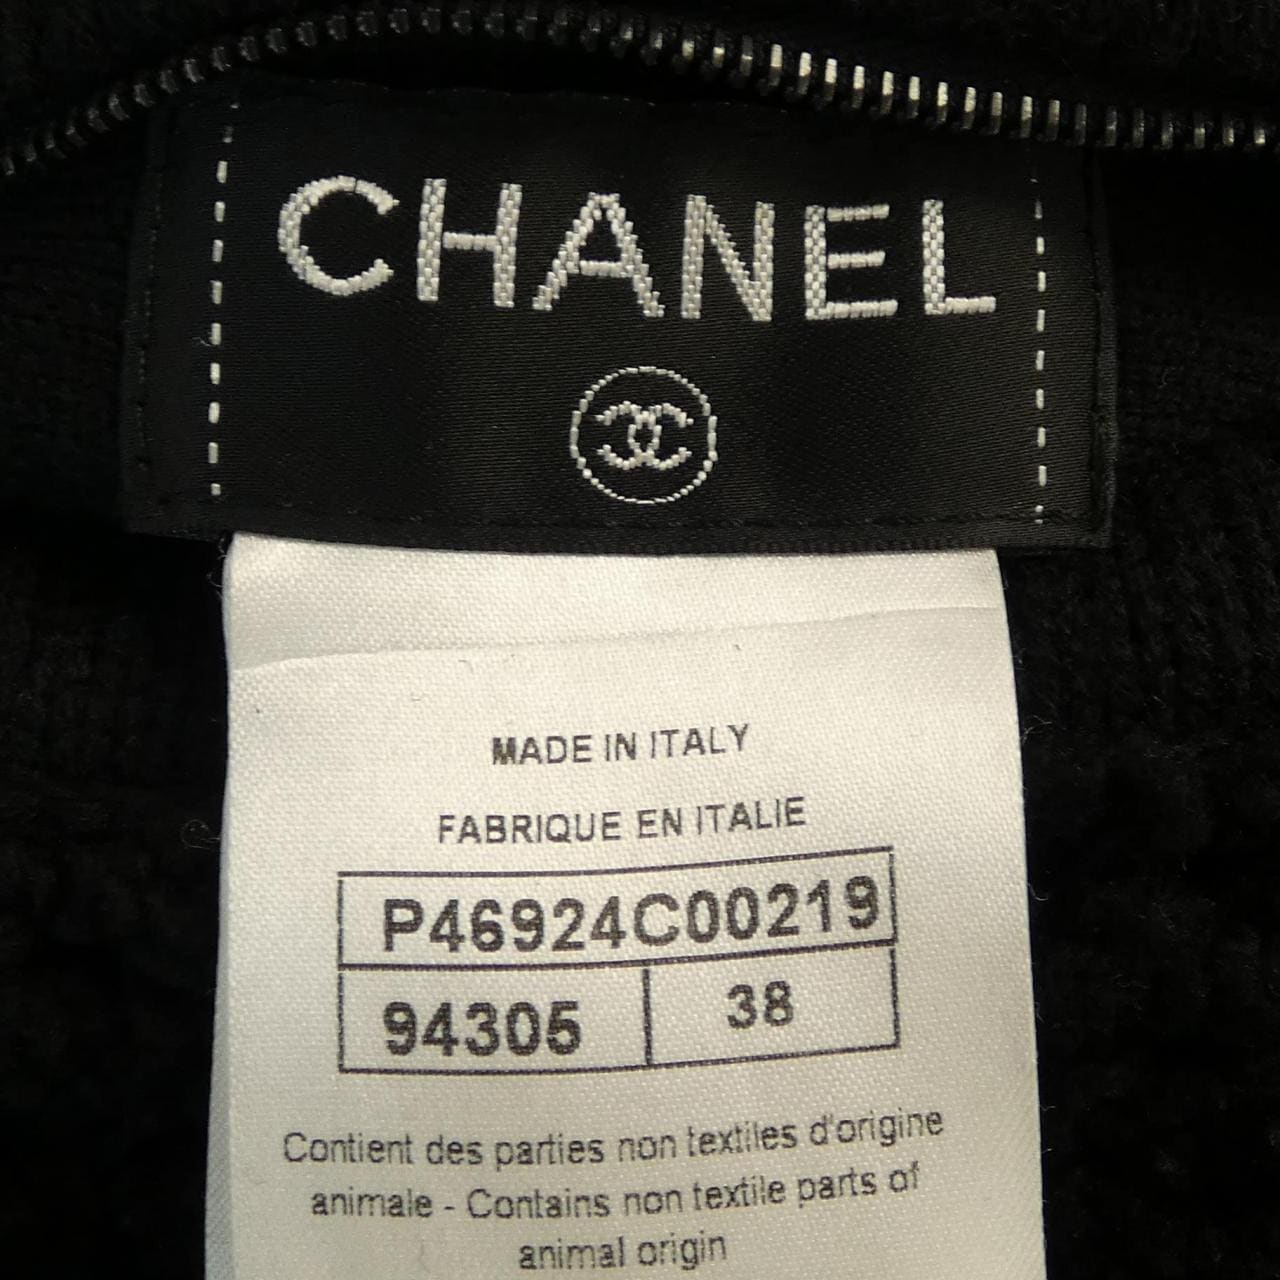 CHANEL
MADE IN ITALY
FABRIQUE EN ITALIE
P46924C00219
94305 38
Contient des parties non textiles d'origine
animale - Contains non textile parts of
animal origin